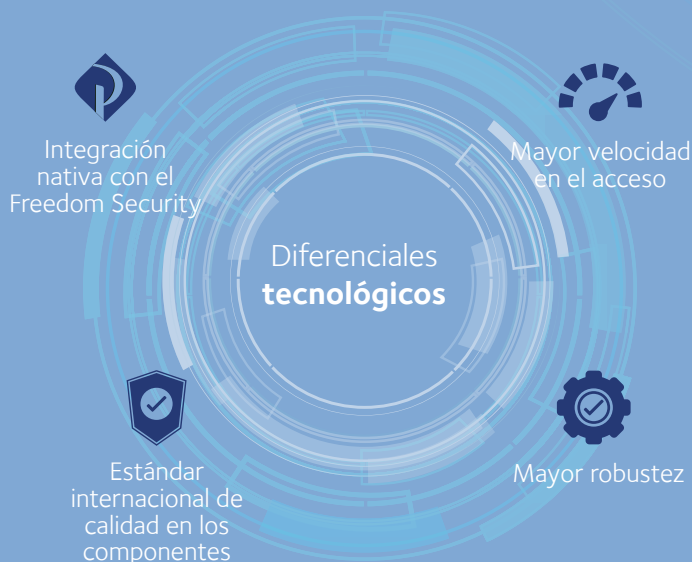 Integración
nativa con el
Freedom Security
Mayor velocidad
en el acceso
Diferenciales
tecnológicos
Estándar
internacional de
calidad en los
componentes
Mayor robustez